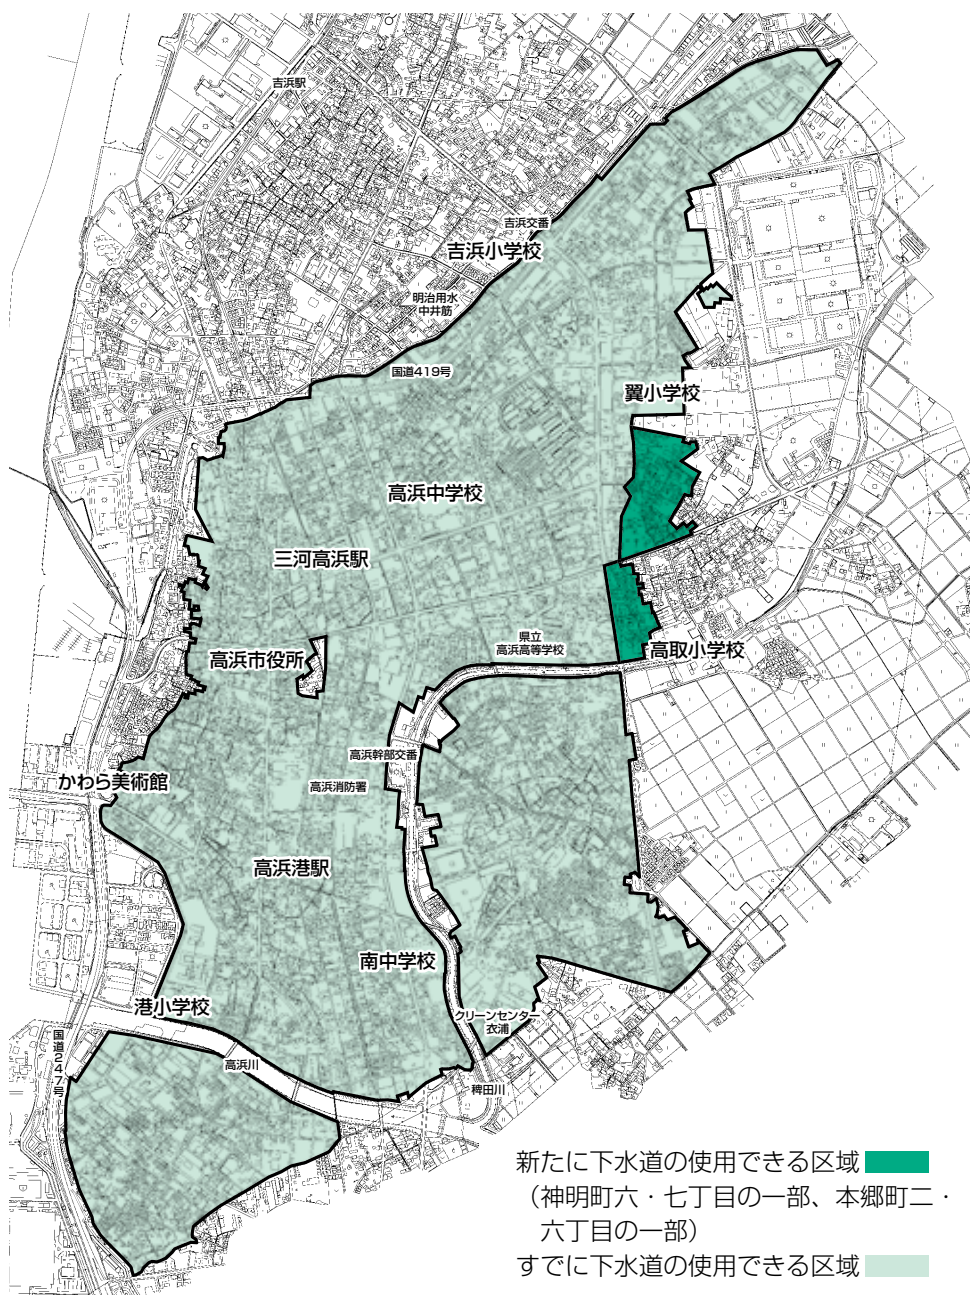 吉浜駅
吉浜交番
吉浜小学校
明治用水
中井筋
国道419号
翼小学校
高浜中学校
三河高浜駅
県立
高浜高等学校
高取小学校
高浜市役所
高浜幹部交番
かわら美術館
高浜消防署
高浜港駅
南中学校
港小学校
クリーンセンター
衣浦
国道247号
高浜川
稗田川
新たに下水道の使用できる区域
（神明町六・七丁目の一部、本郷町二・
六丁目の一部）
すでに下水道の使用できる区域